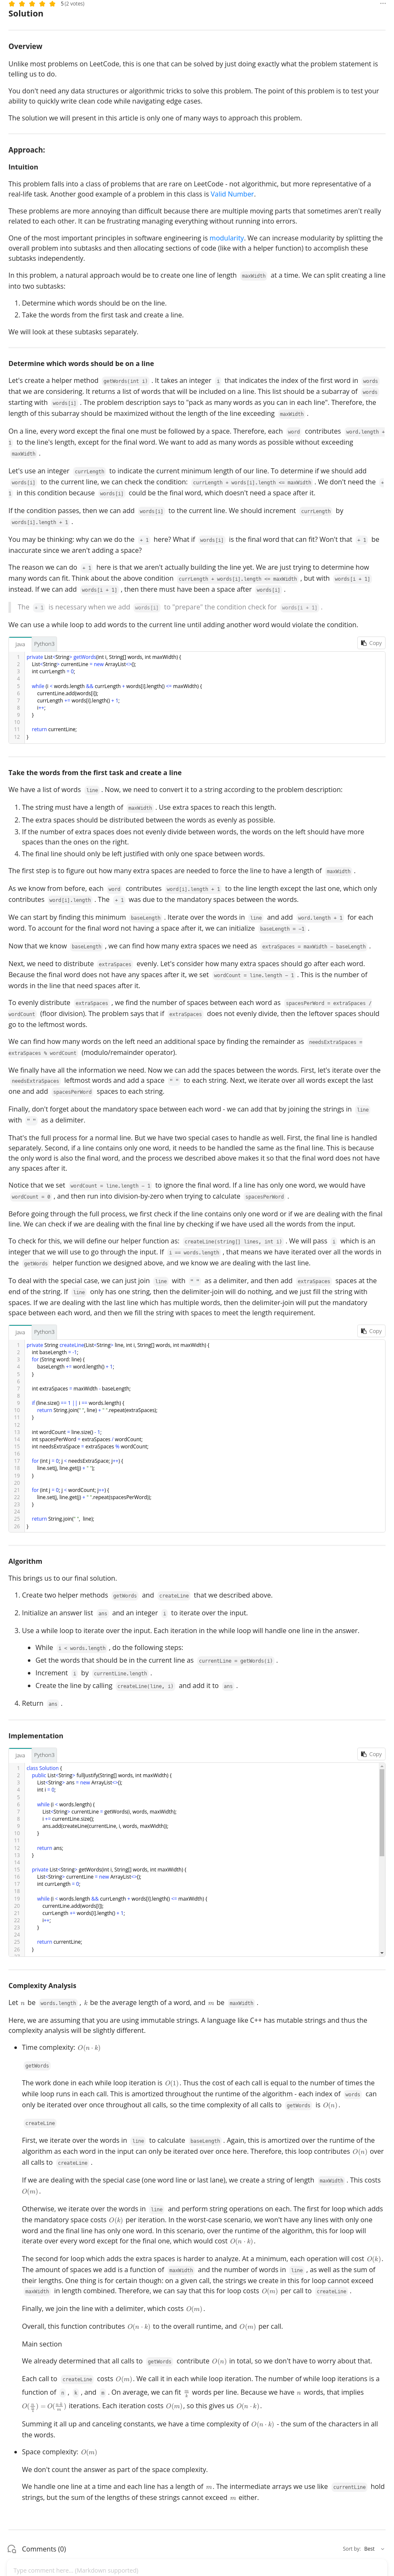 5 (2 votes)
Solution
Overview
Unlike most problems on LeetCode, this is one that can be solved by just doing exactly what the problem statement is
telling us to do.
You don't need any data structures or algorithmic tricks to solve this problem. The point of this problem is to test your
ability to quickly write clean code while navigating edge cases.
The solution we will present in this article is only one of many ways to approach this problem.
Approach:
Intuition
This problem falls into a class of problems that are rare on LeetCode - not algorithmic, but more representative of a
real-life task. Another good example of a problem in this class is Valid Number.
These problems are more annoying than difficult because there are multiple moving parts that sometimes aren't really
related to each other. It can be frustrating managing everything without running into errors.
One of the most important principles in software engineering is modularity. We can increase modularity by splitting the
overall problem into subtasks and then allocating sections of code (like with a helper function) to accomplish these
subtasks independently.
In this problem, a natural approach would be to create one line of length maxWidth at a time. We can split creating a line
into two subtasks:
1. Determine which words should be on the line.
2. Take the words from the first task and create a line.
We will look at these subtasks separately.
Determine which words should be on a line
Let's create a helper method getWords(int i) . It takes an integer i that indicates the index of the first word in words
that we are considering. It returns a list of words that will be included on a line. This list should be a subarray of words
starting with words[i] . The problem description says to "pack as many words as you can in each line". Therefore, the
length of this subarray should be maximized without the length of the line exceeding maxWidth .
On a line, every word except the final one must be followed by a space. Therefore, each word contributes word.length +
1 to the line's length, except for the final word. We want to add as many words as possible without exceeding
maxWidth .
Let's use an integer currLength to indicate the current minimum length of our line. To determine if we should add
words[i] to the current line, we can check the condition: currLength + words[i].length <= maxWidth . We don't need the +
1 in this condition because words[i] could be the final word, which doesn't need a space after it.
If the condition passes, then we can add words[i] to the current line. We should increment currLength by
words[i].length + 1 .
You may be thinking: why can we do the + 1 here? What if words[i] is the final word that can fit? Won't that + 1 be
inaccurate since we aren't adding a space?
The reason we can do + 1 here is that we aren't actually building the line yet. We are just trying to determine how
many words can fit. Think about the above condition currLength + words[i].length <= maxWidth , but with words[i + 1]
instead. If we can add words[i + 1] , then there must have been a space after words[i] .
The + 1 is necessary when we add words[i] to "prepare" the condition check for words[i + 1] .
We can use a while loop to add words to the current line until adding another word would violate the condition.
Java Python3 Copy
1 private List<String> getWords(int i, String[] words, int maxWidth) {
2 List<String> currentLine = new ArrayList<>();
3 int currLength = 0;
4
5 while (i < words.length && currLength + words[i].length() <= maxWidth) {
6 currentLine.add(words[i]);
7 currLength += words[i].length() + 1;
8 i++;
9 }
10
11 return currentLine;
12 }
Take the words from the first task and create a line
We have a list of words line . Now, we need to convert it to a string according to the problem description:
1. The string must have a length of maxWidth . Use extra spaces to reach this length.
2. The extra spaces should be distributed between the words as evenly as possible.
3. If the number of extra spaces does not evenly divide between words, the words on the left should have more
spaces than the ones on right.
4. The final line should only be left justified with only one space between words.
The first step is to figure out how many extra spaces are needed to force the line to have a length of maxWidth .
As we know from before, each word contributes word[i].length + 1 to the line length except the last one, which only
contributes word[i].length . The + 1 was due to the mandatory spaces between the words.
We can start by finding this minimum baseLength . Iterate over the words in line and add word.length + 1 for each
word. To account for the final word not having a space after it, we can initialize baseLength = -1 .
Now that we know baseLength , we can find how many extra spaces we need as extraSpaces = maxWidth - baseLength .
Next, we need to distribute extraSpaces evenly. Let's consider how many extra spaces should go after each word.
Because the final word does not have any spaces after it, we set wordCount = line.length - 1 . This is the number of
words in the line that need spaces after it.
To evenly distribute extraSpaces , we find the number of spaces between each word as spacesPerWord = extraSpaces /
wordCount (floor division). The problem says that if extraSpaces does not evenly divide, then the leftover spaces should
go to the leftmost words.
We can find how many words on the left need an additional space by finding the remainder as needsExtraSpaces =
extraSpaces % wordCount (modulo/remainder operator).
We finally have all the information we need. Now we can add the spaces between the words. First, let's iterate over the
needsExtraSpaces leftmost words and add a space " " to each string. Next, we iterate over all words except the last
one and add spacesPerWord spaces to each string.
Finally, don't forget about the mandatory space between each word - we can add that by joining the strings in line
with " " as a delimiter.
That's the full process for a normal line. But we have two special cases to handle as well. First, the final line is handled
separately. Second, if a line contains only one word, it needs to be handled the same as the final line. This is because
the only word is also the final word, and the process we described above makes it so that the final word does not have
any spaces after it.
Notice that we set wordCount = line.length - 1 to ignore the final word. If a line has only one word, we would have
wordCount = 0 , and then run into division-by-zero when trying to calculate spacesPerWord .
Before going through the full process, we first check if the line contains only one word or if we are dealing with the final
line. We can check if we are dealing with the final line by checking if we have used all the words from the input.
To check for this, we will define our helper function as: createLine(string[] lines, int i) . We will pass i which is an
integer that we will use to go through the input. If i == words.length , that means we have iterated over all the words in
the getWords helper function we designed above, and we know we are dealing with the last line.
To deal with the special case, we can just join line with " " as a delimiter, and then add extraSpaces spaces at the
end of the string. If line only has one string, then the delimiter-join will do nothing, and we just fill the string with
spaces. If we are dealing with the last line which has multiple words, then the delimiter-join will put the mandatory
space between each word, and then we fill the string with spaces to meet the length requirement.
Java Python3 Copy
1 private String createLine(List<String> line, int i, String[] words, int maxWidth) {
2 int baseLength = -1;
3 for (String word: line) {
4 baseLength += word.length() + 1;
5 }
6
7 int extraSpaces = maxWidth - baseLength;
8
9 if (line.size() == 1 || i == words.length) {
10 return String.join(" ", line) + " ".repeat(extraSpaces);
11 }
12
13 int wordCount = line.size() - 1;
14 int spacesPerWord = extraSpaces / wordCount;
15 int needsExtraSpace = extraSpaces % wordCount;
16
17 for (int j = 0; j < needsExtraSpace; j++) {
18 line.set(j, line.get(j) + " ");
19 }
20
21 for (int j = 0; j < wordCount; j++) {
22 line.set(j, line.get(j) + " ".repeat(spacesPerWord));
23 }
24
25 return String.join(" ", line);
26 }
Algorithm
This brings us to our final solution.
1. Create two helper methods getWords and createLine that we described above.
2. Initialize an answer list ans and an integer i to iterate over the input.
3. Use a while loop to iterate over the input. Each iteration in the while loop will handle one line in the answer.
• While i < words.length , do the following steps:
• Get the words that should be in the current line as currentLine = getWords(i) .
• Increment i by currentLine.length .
• Create the line by calling createLine(line, i) and add it to ans .
4. Return ans .
Implementation
Java Python3 Copy
1 class Solution {
2 public List<String> fullJustify(String[] words, int maxWidth) {
3 List<String> ans = new ArrayList<>();
4 int i = 0;
5
6 while (i < words.length) {
7 List<String> currentLine = getWords(i, words, maxWidth);
8 i += currentLine.size();
9 ans.add(createLine(currentLine, i, words, maxWidth));
10 }
11
12 return ans;
13 }
14
15 private List<String> getWords(int i, String[] words, int maxWidth) {
16 List<String> currentLine = new ArrayList<>();
17 int currLength = 0;
18
19 while (i < words.length && currLength + words[i].length() <= maxWidth) {
20 currentLine.add(words[i]);
21 currLength += words[i].length() + 1;
22 i++;
23 }
24
25 return currentLine;
26 }
Complexity Analysis
Let n be words.length , k be the average length of a word, and m be maxWidth .
Here, we are assuming that you are using immutable strings. A language like C++ has mutable strings and thus the
complexity analysis will be slightly different.
• Time complexity: O(n · k)
getWords
The work done in each while loop iteration is O(1). Thus the cost of each call is equal to the number of times the
while loop runs in each call. This is amortized throughout the runtime of the algorithm - each index of words can
only be iterated over once throughout all calls, so the time complexity of all calls to getWords is O(n).
createLine
First, we iterate over the words in line to calculate baseLength . Again, this is amortized over the runtime of the
algorithm as each word in the input can only be iterated over once here. Therefore, this loop contributes O(n) over
all calls to createLine .
If we are dealing with the special case (one word line or last line), we create a string of length maxWidth . This costs
O(m).
Otherwise, we iterate over the words in line and perform string operations on each. The first for loop which adds
the mandatory space costs O(k) per iteration. In the worst-case scenario, we won't have any lines with only one
word and the final line has only one word. In this scenario, over the runtime of the algorithm, this for loop will
iterate over every word except for the final one, which would cost O(n · k).
The second for loop which adds the extra spaces is harder to analyze. At a minimum, each operation will cost O(k).
The amount of spaces we add is a function of maxWidth and the number of words in line , as well as the sum of
their lengths. One thing is for certain though: on a given call, the strings we create in this for loop cannot exceed
maxWidth in length combined. Therefore, we can say that this for loop costs O(m) per call to createLine .
Finally, we join the line with a delimiter, which costs O(m).
Overall, this function contributes O(n · k) to the overall runtime, and O(m) per call.
Main section
We already determined that all calls to getWords contribute O(n) in total, so we don't have to worry about that.
Each call to createLine costs O(m). We call it in each while loop iteration. The number of while loop iterations is a
function of n , k , and m . On average, we can fit m/k words per line. Because we have n words, that implies
O(n/(m/k)) = O(n·k/m) iterations. Each iteration costs O(m), so this gives us O(n · k).
Summing it all up and canceling constants, we have a time complexity of O(n · k) - the sum of the characters in all
the words.
• Space complexity: O(m)
We don't count the answer as part of the space complexity.
We handle one line at a time and each line has a length of m. The intermediate arrays we use like currentLine hold
strings, but the sum of the lengths of these strings cannot exceed m either.
Comments (0) Sort by: Best
Type comment here... (Markdown supported)